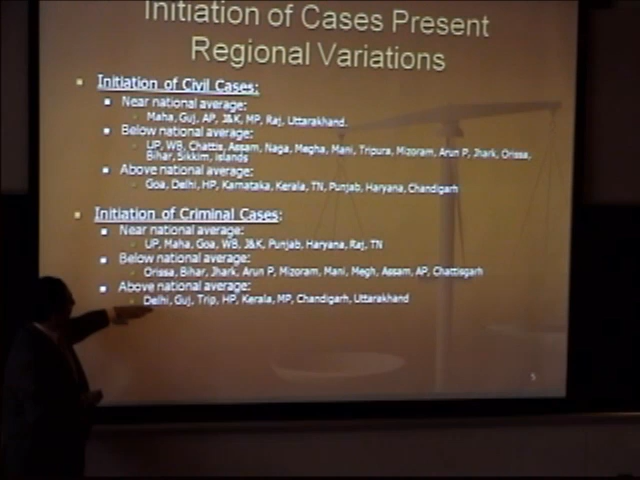 Initiation of Cases Present
Regional Variations
Initiation of Civil Cases:
Near national average:
Maha, Guj, AP, J&K, MP, Raj, Uttarakhand.
Below national average:
UP, WB, Chattis, Assam, Naga, Megha, Mani, Tripura, Mizoram, Arun P, Jhark, Orissa,
Bihar, Sikkim, Islands
Above national average:
Goa, Delhi, HP, Karnataka, Kerala, TN, Punjab, Haryana, Chandigarh
Initiation of Criminal Cases:
Near national average:
UP, Maha, Goa, WB, J&K, Punjab, Haryana, Raj, TN
Below national average:
Orissa, Bihar, Jhark, Arun P, Mizoram, Mani, Megh, Assam, AP, Chattisgarh
Above national average:
Delhi, Guj, Trip, HP, Kerala, MP, Chandigarh, Uttarakhand
5